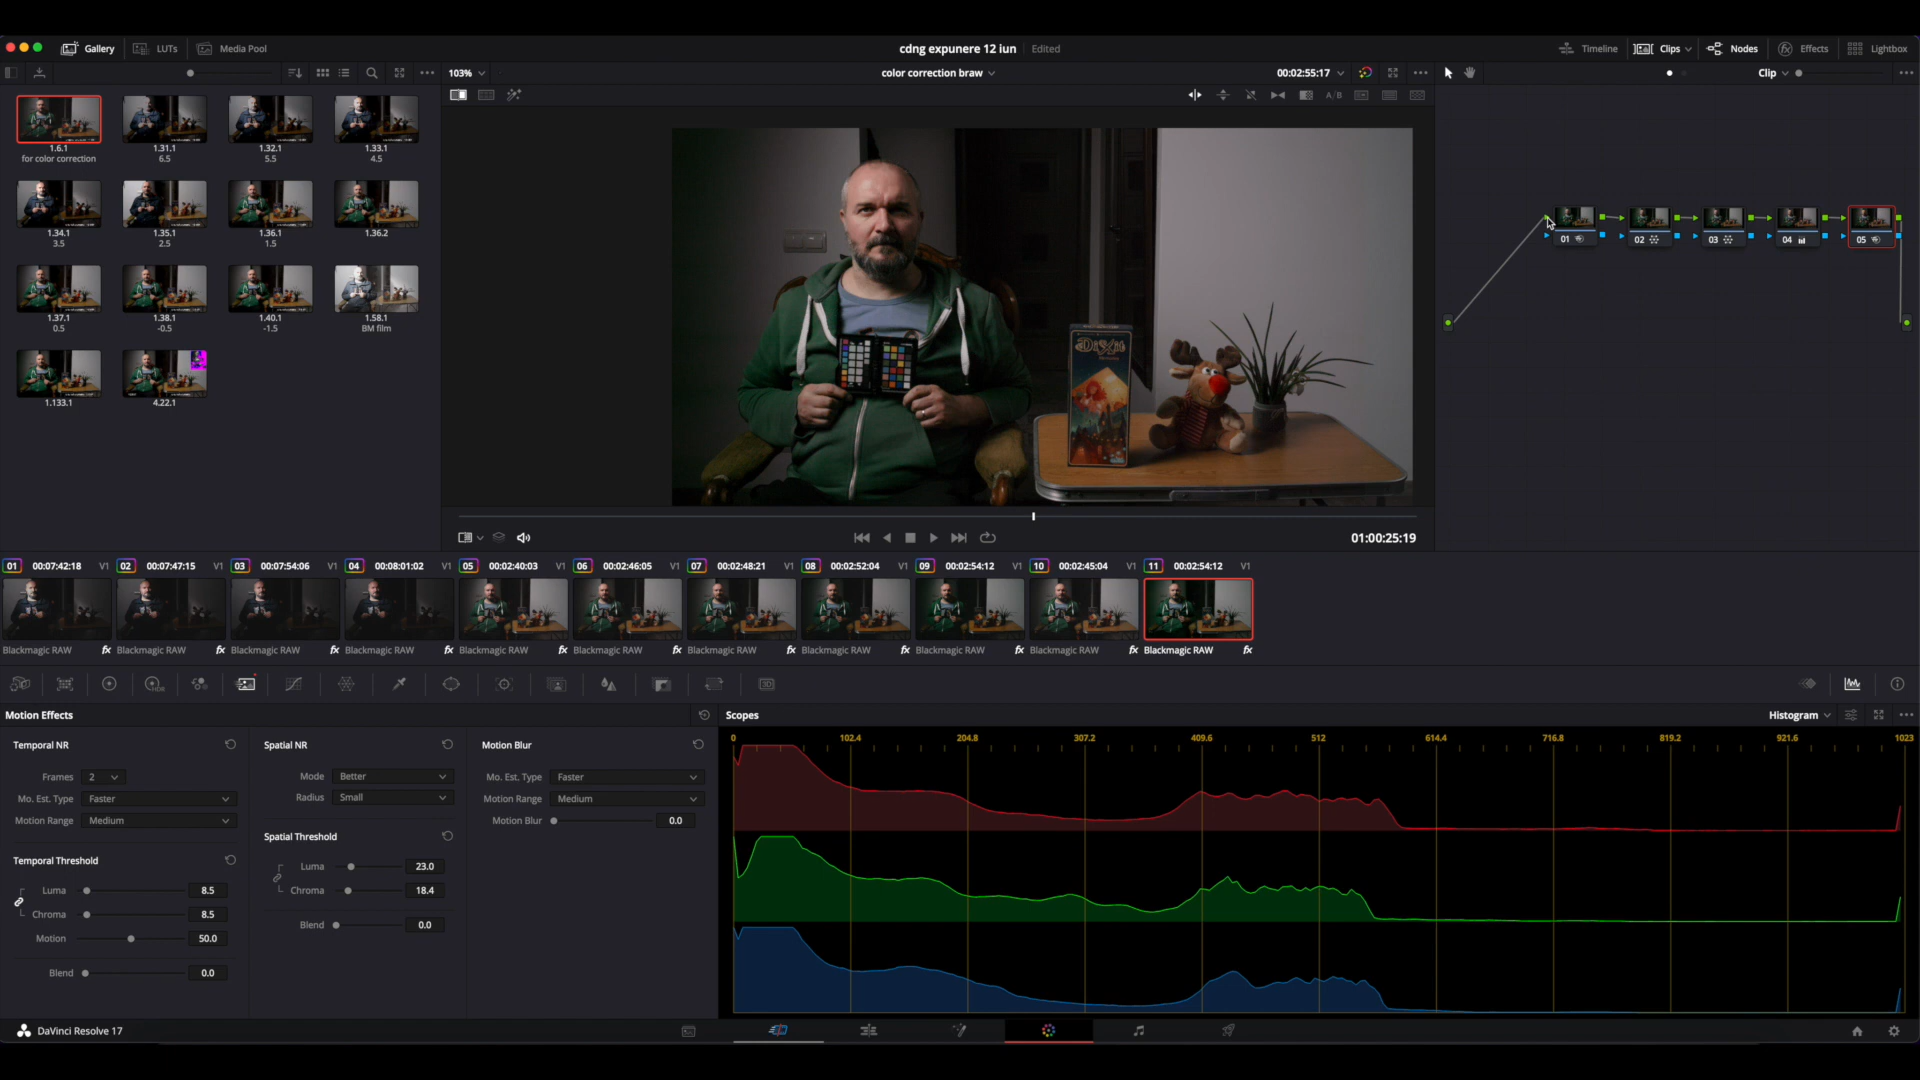 Gallery LUTs Media Pool cdng expunere 12 iun Edited Timeline Clips Nodes Effects Lightbox
103% color correction braw 00:02:55:17 Clip
A/B
1.6.1 1.31.1 1.32.1 1.33.1
for color correction 6.5 5.5 4.5
1.34.1 1.35.1 1.36.1 1.36.2
3.5 2.5 1.5
1.37.1 1.38.1 1.40.1 1.58.1
0.5 -0.5 -1.5 BM film
1.133.1 4.22.1
DiXit
01 02 03 04 05
01:00:25:19
01 00:07:42:18 V1 02 00:07:47:15 V1 03 00:07:54:06 V1 04 00:08:01:02 V1 05 00:02:40:03 V1 06 00:02:46:05 V1 07 00:02:48:21 V1 08 00:02:52:04 V1 09 00:02:54:12 V1 10 00:02:45:04 V1 11 00:02:54:12 V1
Blackmagic RAW fx Blackmagic RAW fx Blackmagic RAW fx Blackmagic RAW fx Blackmagic RAW fx Blackmagic RAW fx Blackmagic RAW fx Blackmagic RAW fx Blackmagic RAW fx Blackmagic RAW fx Blackmagic RAW fx
HDR 3D
Motion Effects
Temporal NR
Frames 2
Mo. Est. Type Faster
Motion Range Medium
Temporal Threshold
Luma 8.5
Chroma 8.5
Motion 50.0
Blend 0.0
Spatial NR
Mode Better
Radius Small
Spatial Threshold
Luma 23.0
Chroma 18.4
Blend 0.0
Motion Blur
Mo. Est. Type Faster
Motion Range Medium
Motion Blur 0.0
Scopes Histogram
0 102.4 204.8 307.2 409.6 512 614.4 716.8 819.2 921.6 1023
DaVinci Resolve 17